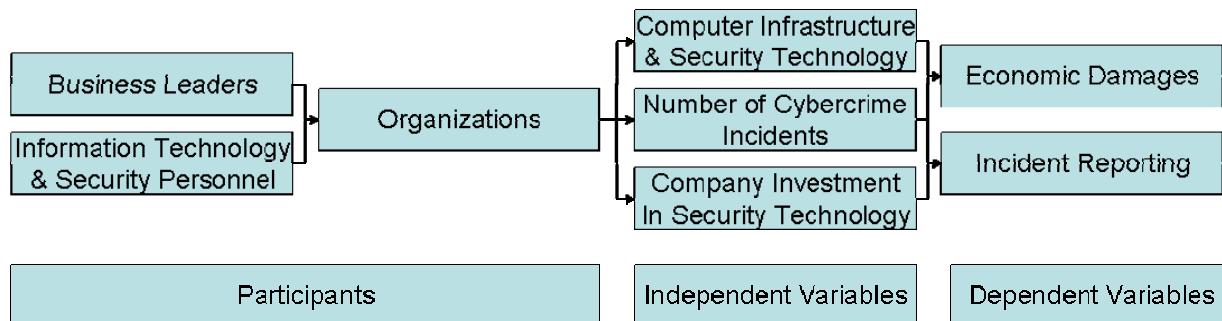 Business Leaders
Information Technology
& Security Personnel
Organizations
Computer Infrastructure
& Security Technology
Number of Cybercrime
Incidents
Company Investment
In Security Technology
Economic Damages
Incident Reporting
Participants
Independent Variables
Dependent Variables